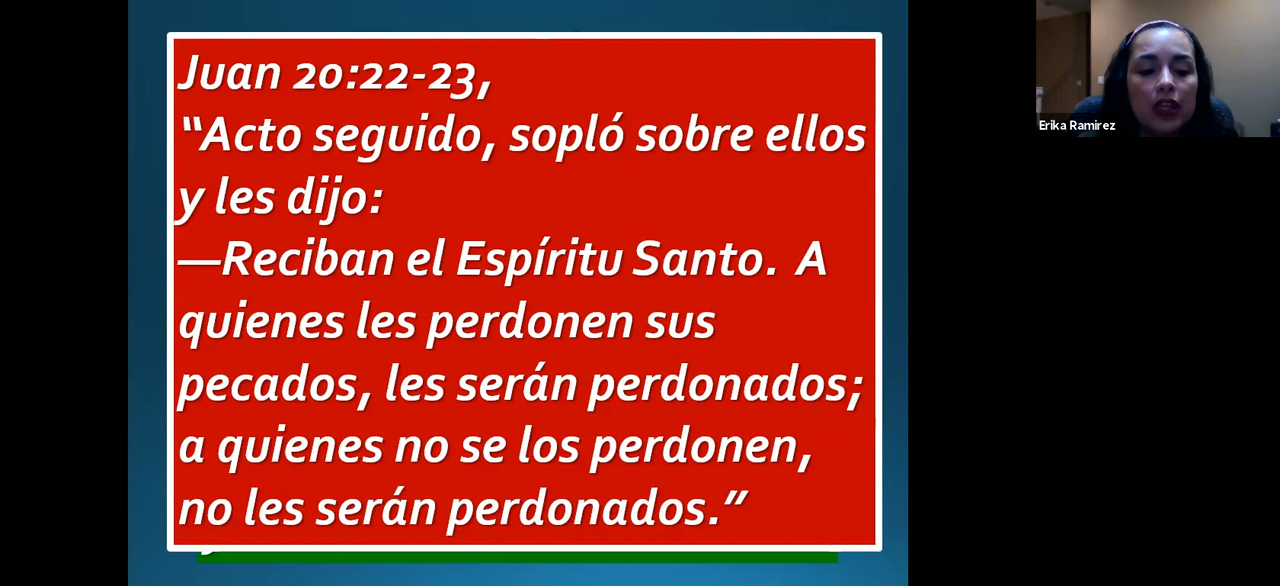 Juan 20:22-23,
“Acto seguido, sopló sobre ellos
y les dijo:
—Reciban el Espíritu Santo. A
quienes les perdonen sus
pecados, les serán perdonados;
a quienes no se los perdonen,
no les serán perdonados.”
Erika Ramirez